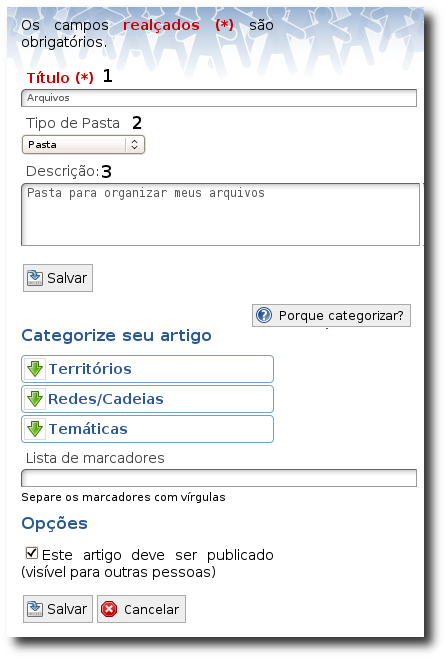 Os campos realçados (*) são
obrigatórios.
Título (*) 1
Arquivos
Tipo de Pasta 2
Pasta
Descrição: 3
Pasta para organizar meus arquivos
Salvar
Porque categorizar?
Categorize seu artigo
Territórios
Redes/Cadeias
Temáticas
Lista de marcadores
Separe os marcadores com vírgulas
Opções
Este artigo deve ser publicado
(visível para outras pessoas)
Salvar Cancelar